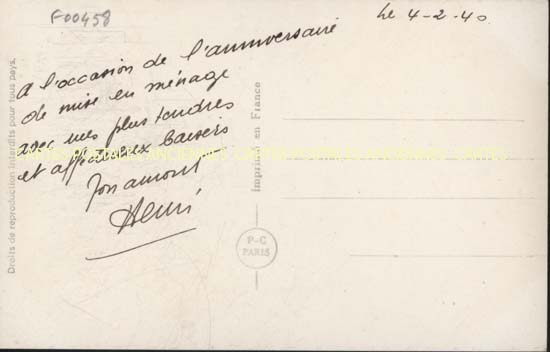 F00458
Le 4-2-40
A l'occasion de l'anniversaire
de mise en ménage
avec mes plus tendres
et affectueux baisers
Ton amour
Henri
Imprimé en France
P-C
PARIS
Droits de reproduction interdits pour tous pays.